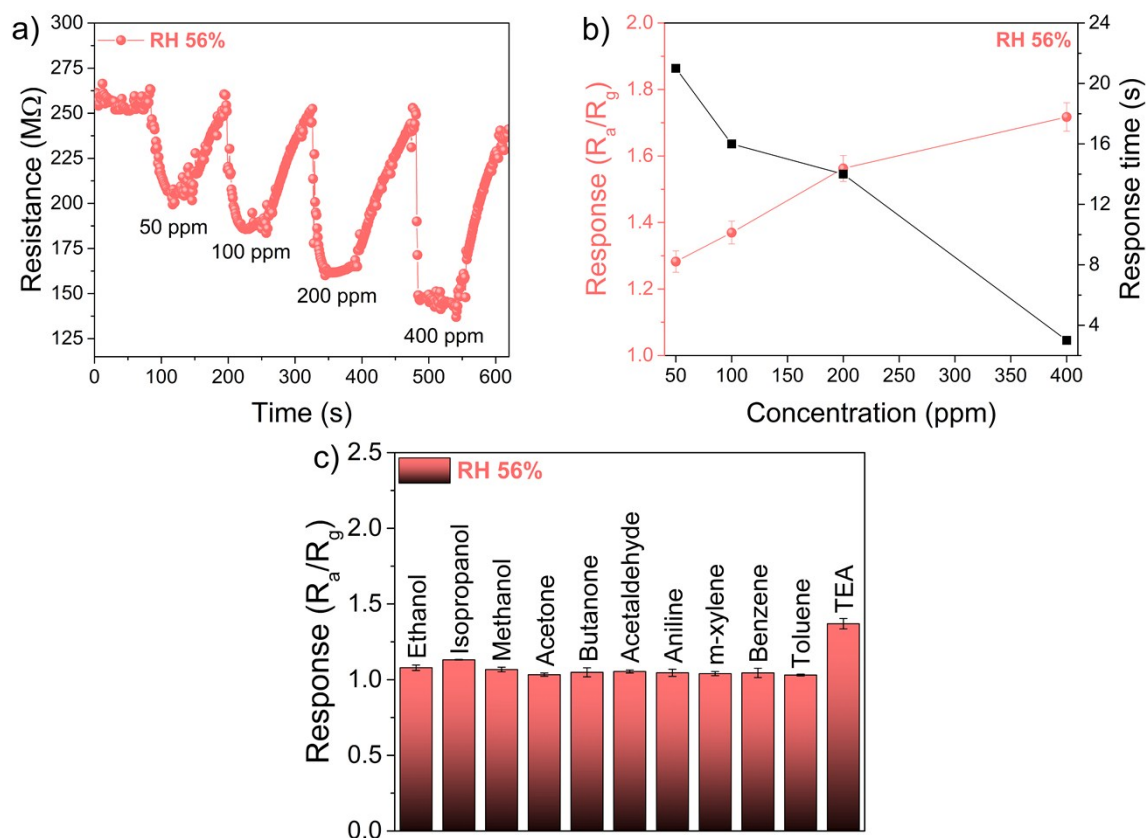 a)
RH 56%
Resistance (MΩ)
300
275
250
225
200
175
150
125
50 ppm
100 ppm
200 ppm
400 ppm
0 100 200 300 400 500 600
Time (s)
b)
RH 56%
Response (Ra/Rg)
2.0
1.8
1.6
1.4
1.2
1.0
24
20
16
12
8
4
Response time (s)
50 100 150 200 250 300 350 400
Concentration (ppm)
c)
RH 56%
Response (Ra/Rg)
2.5
2.0
1.5
1.0
0.5
0.0
Ethanol
Isopropanol
Methanol
Acetone
Butanone
Acetaldehyde
Aniline
m-xylene
Benzene
Toluene
TEA